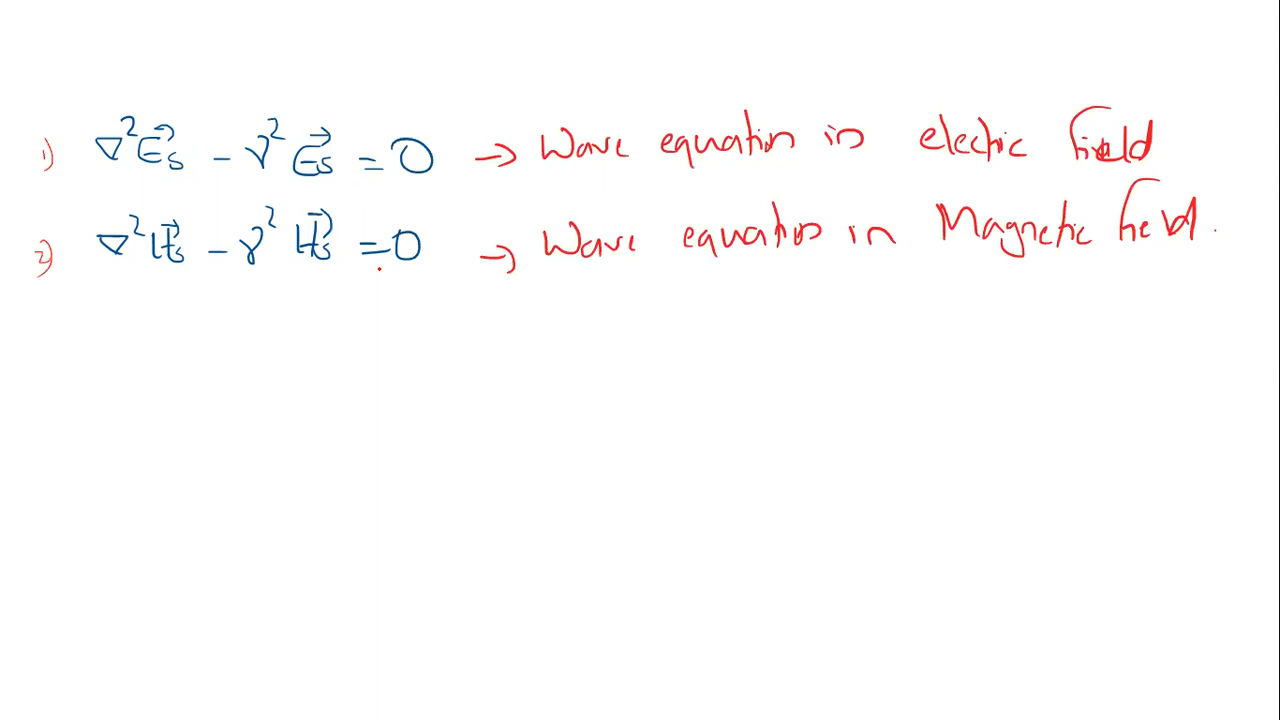 1) ∇²E⃗s − γ²E⃗s = 0 → Wave equation in electric field
2) ∇²H⃗s − γ²H⃗s = 0 → Wave equation in Magnetic field.